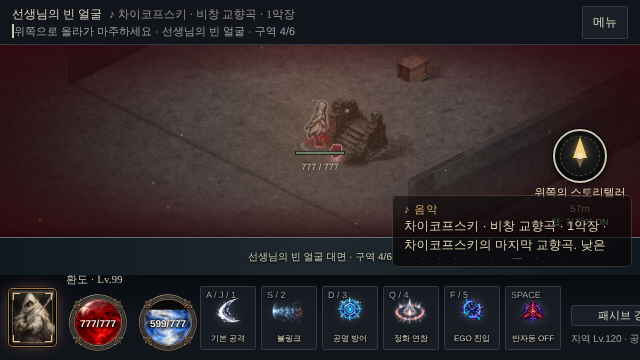 선생님의 빈 얼굴 ♪ 차이코프스키 · 비창 교향곡 · 1악장
위쪽으로 올라가 마주하세요 · 선생님의 빈 얼굴 · 구역 4/6
메뉴
777 / 777
위쪽의 스토리텔러
57m
♪ 음악
차이코프스키 · 비창 교향곡 · 1악장 ·
차이코프스키의 마지막 교향곡. 낮은
선생님의 빈 얼굴 대면 · 구역 4/6
환도 · Lv.99
777/777
599/777
A / J / 1
기본 공격
S / 2
블링크
D / 3
공명 방어
Q / 4
정화 연창
F / 5
EGO 진입
SPACE
반자동 OFF
패시브
지역 Lv.120 ·